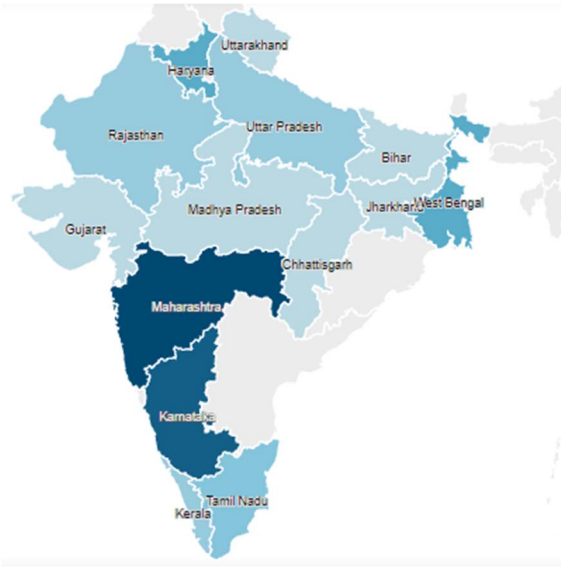 Uttarakhand
Haryana
Rajasthan
Uttar Pradesh
Bihar
Gujarat
Madhya Pradesh
Jharkhand
West Bengal
Chhattisgarh
Maharashtra
Karnataka
Kerala
Tamil Nadu